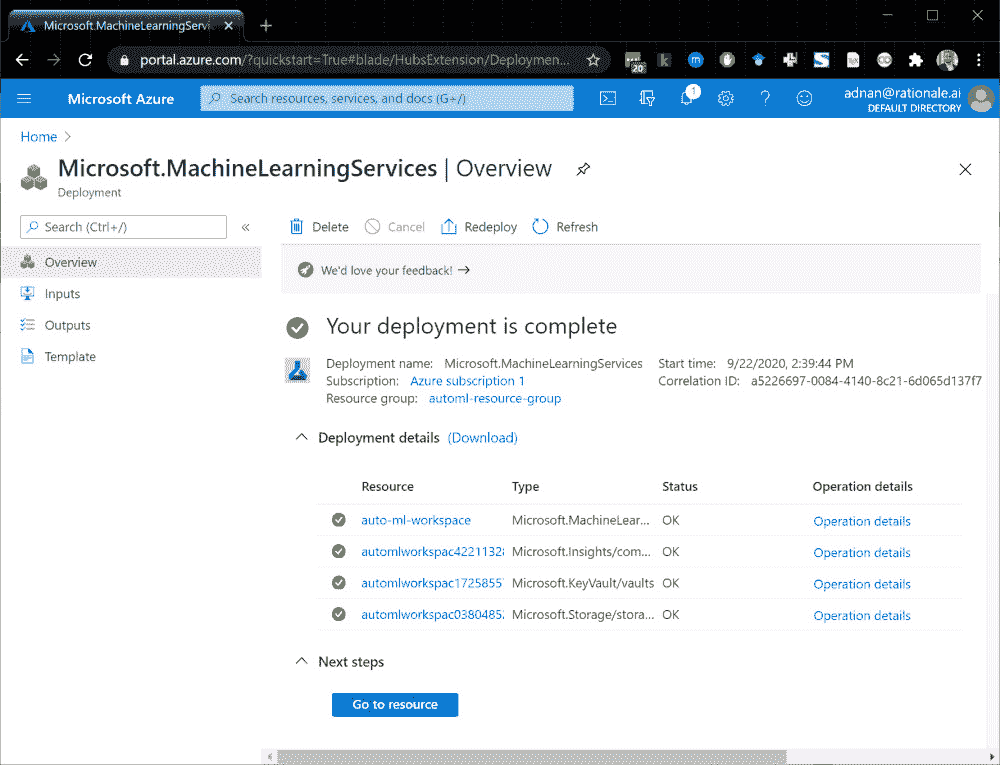 Microsoft.MachineLearningServi
portal.azure.com/?quickstart=True#blade/HubsExtension/Deploymen...
20
k
m
S
Microsoft Azure
Search resources, services, and docs (G+/)
1
?
adnan@rationale.ai
DEFAULT DIRECTORY
Home >
Microsoft.MachineLearningServices | Overview
Deployment
Search (Ctrl+/)
«
Delete
Cancel
Redeploy
Refresh
Overview
Inputs
Outputs
Template
We'd love your feedback! →
Your deployment is complete
Deployment name: Microsoft.MachineLearningServices
Start time: 9/22/2020, 2:39:44 PM
Subscription: Azure subscription 1
Correlation ID: a5226697-0084-4140-8c21-6d065d137f7
Resource group: automl-resource-group
Deployment details (Download)
Resource Type Status Operation details
auto-ml-workspace Microsoft.MachineLear... OK Operation details
automlworkspac4221132 Microsoft.Insights/com... OK Operation details
automlworkspac1725855 Microsoft.KeyVault/vaults OK Operation details
automlworkspac0380485 Microsoft.Storage/stora... OK Operation details
Next steps
Go to resource